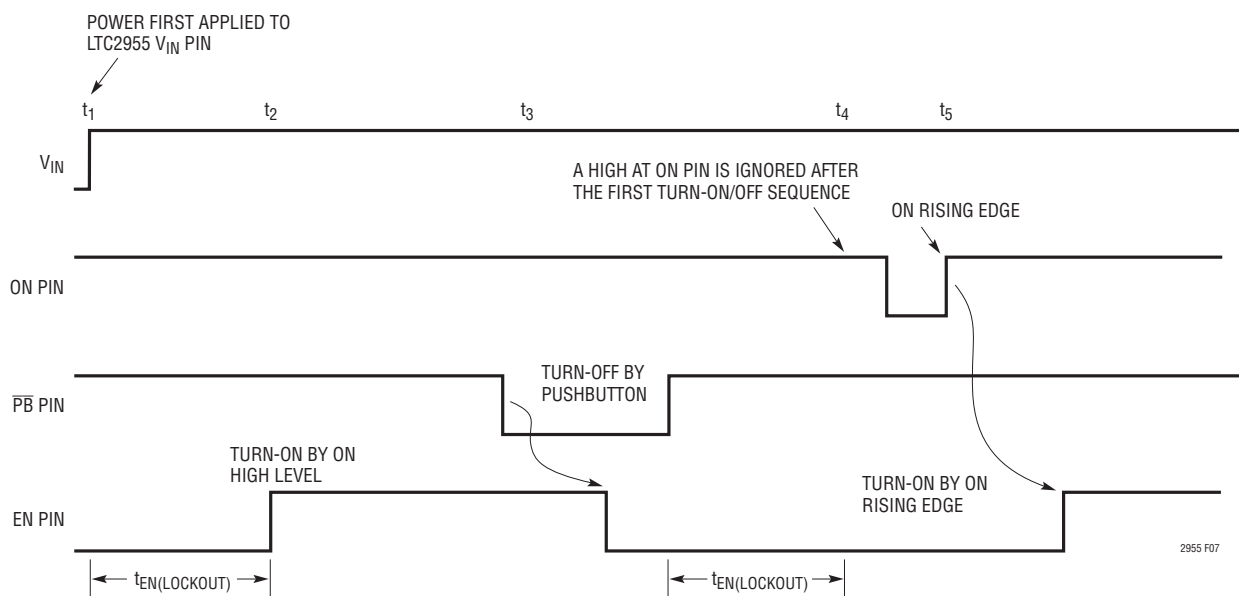 POWER FIRST APPLIED TO
LTC2955 VIN PIN
t1
t2
t3
t4
t5
VIN
A HIGH AT ON PIN IS IGNORED AFTER
THE FIRST TURN-ON/OFF SEQUENCE
ON RISING EDGE
ON PIN
TURN-OFF BY
PUSHBUTTON
P̅B̅ PIN
TURN-ON BY ON
HIGH LEVEL
TURN-ON BY ON
RISING EDGE
EN PIN
2955 F07
tEN(LOCKOUT)
tEN(LOCKOUT)